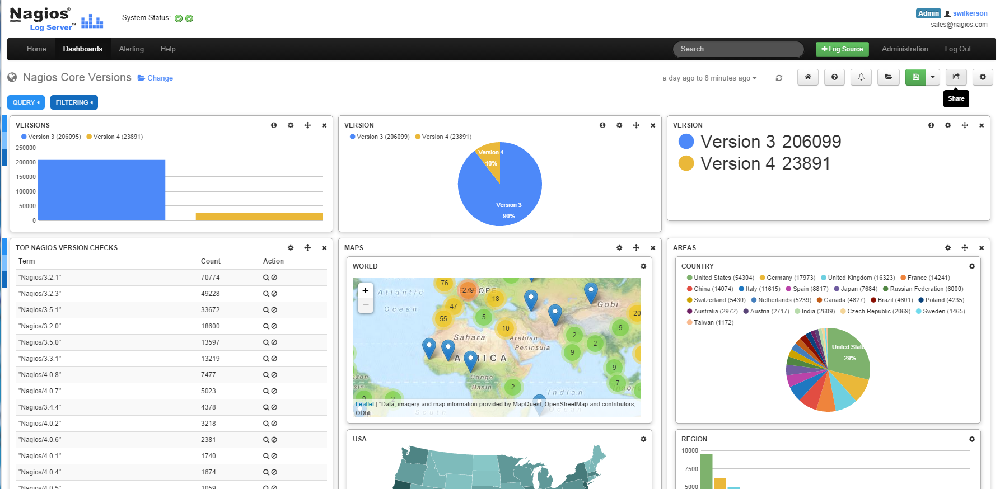 Nagios®
Log Server™
System Status:
Admin swilkerson
sales@nagios.com
Home Dashboards Alerting Help Search... Log Source Administration Log Out
Nagios Core Versions Change a day ago to 8 minutes ago
Share
QUERY FILTERING
VERSIONS
Version 3 (206095) Version 4 (23891)
250000
200000
150000
100000
50000
0
VERSION
Version 3 (206099) Version 4 (23891)
Version 4
10%
Version 3
90%
VERSION
Version 3 206099
Version 4 23891
TOP NAGIOS VERSION CHECKS
Term Count Action
"Nagios/3.2.1" 70774
"Nagios/3.2.3" 49228
"Nagios/3.5.1" 33672
"Nagios/3.2.0" 18600
"Nagios/3.5.0" 13597
"Nagios/3.3.1" 13219
"Nagios/4.0.8" 7477
"Nagios/4.0.7" 5023
"Nagios/3.4.4" 4378
"Nagios/4.0.2" 3218
"Nagios/4.0.6" 2381
"Nagios/4.0.1" 1740
"Nagios/4.0.4" 1674
"Nagios/4.0.5" 1059
MAPS
WORLD
+
−
76
279
Atlantic
Ocean
18
47
55
5
20
Gobi
10
9
Sahara
Arabian
Peninsula
2
2
9
AFRICA
9
Congo
Basin
7
2
Indian
Ocean
9
2
South
Leaflet | "Data, imagery and map information provided by MapQuest, OpenStreetMap and contributors,
ODbL
USA
AREAS
COUNTRY
United States (54304) Germany (17973) United Kingdom (16323) France (14241)
China (14074) Italy (11615) Spain (8817) Japan (7684) Russian Federation (6000)
Switzerland (5430) Netherlands (5239) Canada (4827) Brazil (4601) Poland (4235)
Australia (2972) Austria (2717) India (2609) Czech Republic (2069) Sweden (1465)
Taiwan (1172)
United State
29%
REGION
10000
7500
5000